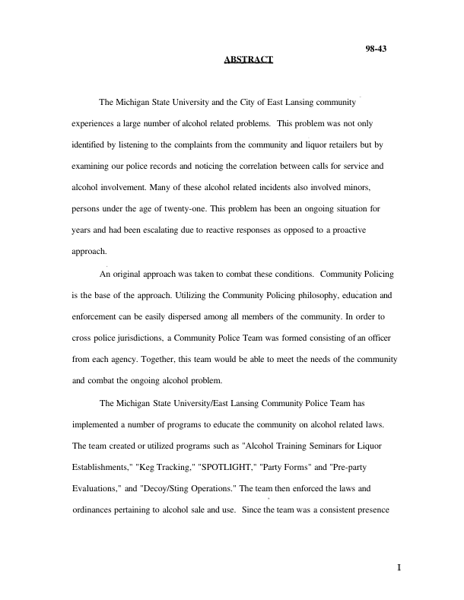 98-43
ABSTRACT
The Michigan State University and the City of East Lansing community
experiences a large number of alcohol related problems. This problem was not only
identified by listening to the complaints from the community and liquor retailers but by
examining our police records and noticing the correlation between calls for service and
alcohol involvement. Many of these alcohol related incidents also involved minors,
persons under the age of twenty-one. This problem has been an ongoing situation for
years and had been escalating due to reactive responses as opposed to a proactive
approach.
An original approach was taken to combat these conditions. Community Policing
is the base of the approach. Utilizing the Community Policing philosophy, education and
enforcement can be easily dispersed among all members of the community. In order to
cross police jurisdictions, a Community Police Team was formed consisting of an officer
from each agency. Together, this team would be able to meet the needs of the community
and combat the ongoing alcohol problem.
The Michigan State University/East Lansing Community Police Team has
implemented a number of programs to educate the community on alcohol related laws.
The team created or utilized programs such as "Alcohol Training Seminars for Liquor
Establishments," "Keg Tracking," "SPOTLIGHT," "Party Forms" and "Pre-party
Evaluations," and "Decoy/Sting Operations." The team then enforced the laws and
ordinances pertaining to alcohol sale and use. Since the team was a consistent presence
1